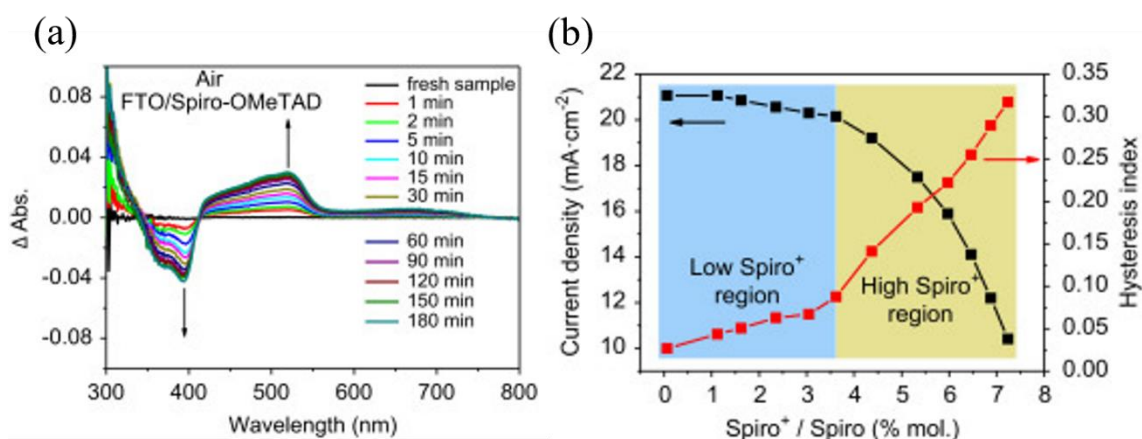 (a)
Air
FTO/Spiro-OMeTAD
fresh sample
1 min
2 min
5 min
10 min
15 min
30 min
60 min
90 min
120 min
150 min
180 min
0.08
0.04
0.00
-0.04
-0.08
Δ Abs.
300 400 500 600 700 800
Wavelength (nm)
(b)
22
20
18
16
14
12
10
Current density (mA·cm⁻²)
Low Spiro⁺
region
High Spiro⁺
region
0.35
0.30
0.25
0.20
0.15
0.10
0.05
0.00
Hysteresis index
0 1 2 3 4 5 6 7 8
Spiro⁺ / Spiro (% mol.)